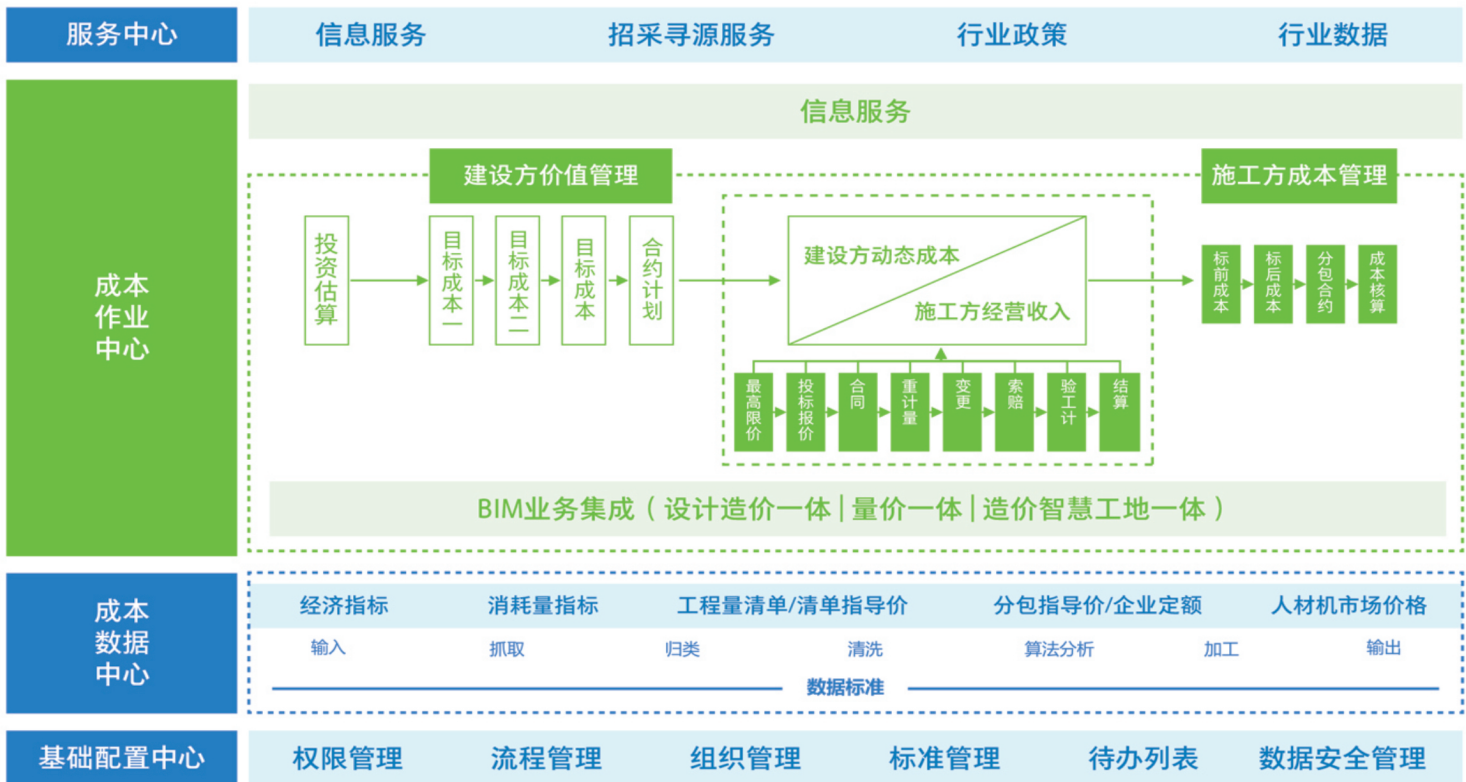 服务中心
信息服务
招采寻源服务
行业政策
行业数据
成本
作业
中心
信息服务
建设方价值管理
施工方成本管理
投资估算
目标成本一
目标成本二
目标成本
合约计划
建设方动态成本
施工方经营收入
标前成本
标后成本
分包合约
成本核算
最高限价
投标报价
合同
重计量
变更
索赔
验工计
结算
BIM业务集成（设计造价一体|量价一体|造价智慧工地一体）
成本
数据
中心
经济指标
消耗量指标
工程量清单/清单指导价
分包指导价/企业定额
人材机市场价格
输入
抓取
归类
清洗
算法分析
加工
输出
数据标准
基础配置中心
权限管理
流程管理
组织管理
标准管理
待办列表
数据安全管理